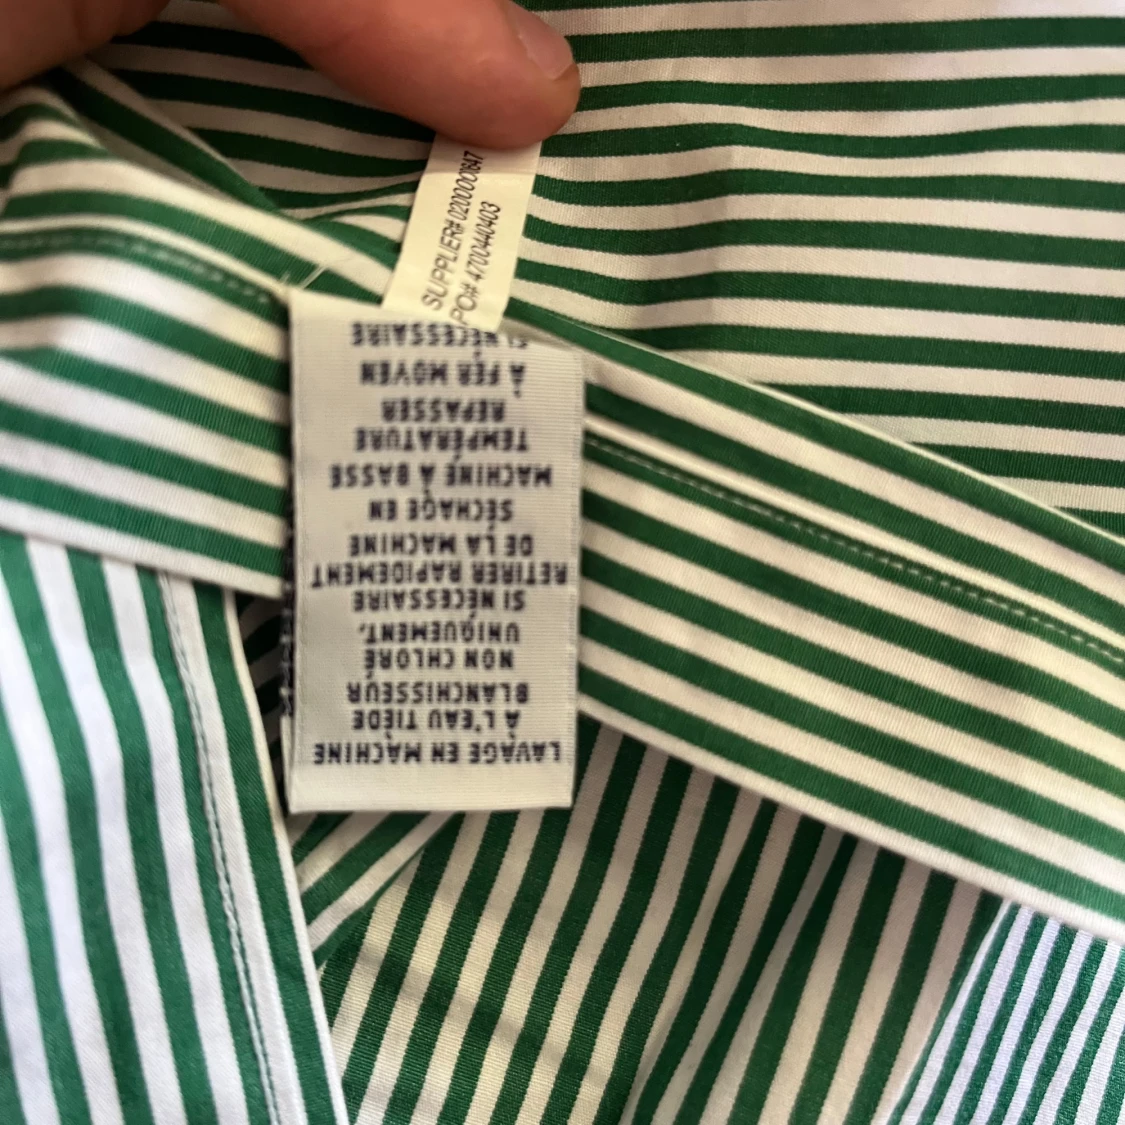 LAVAGE EN MACHINE
À L'EAU TIÈDE
BLANCHISSEUR
NON CHLORÉ
UNIQUEMENT,
SI NÉCESSAIRE
RETIRER RAPIDEMENT
DE LA MACHINE
SÉCHAGE EN
MACHINE À BASSE
TEMPÉRATURE
REPASSER
À FER MOYEN
SI NÉCESSAIRE
SUPPLIER#
PO# 4700440403